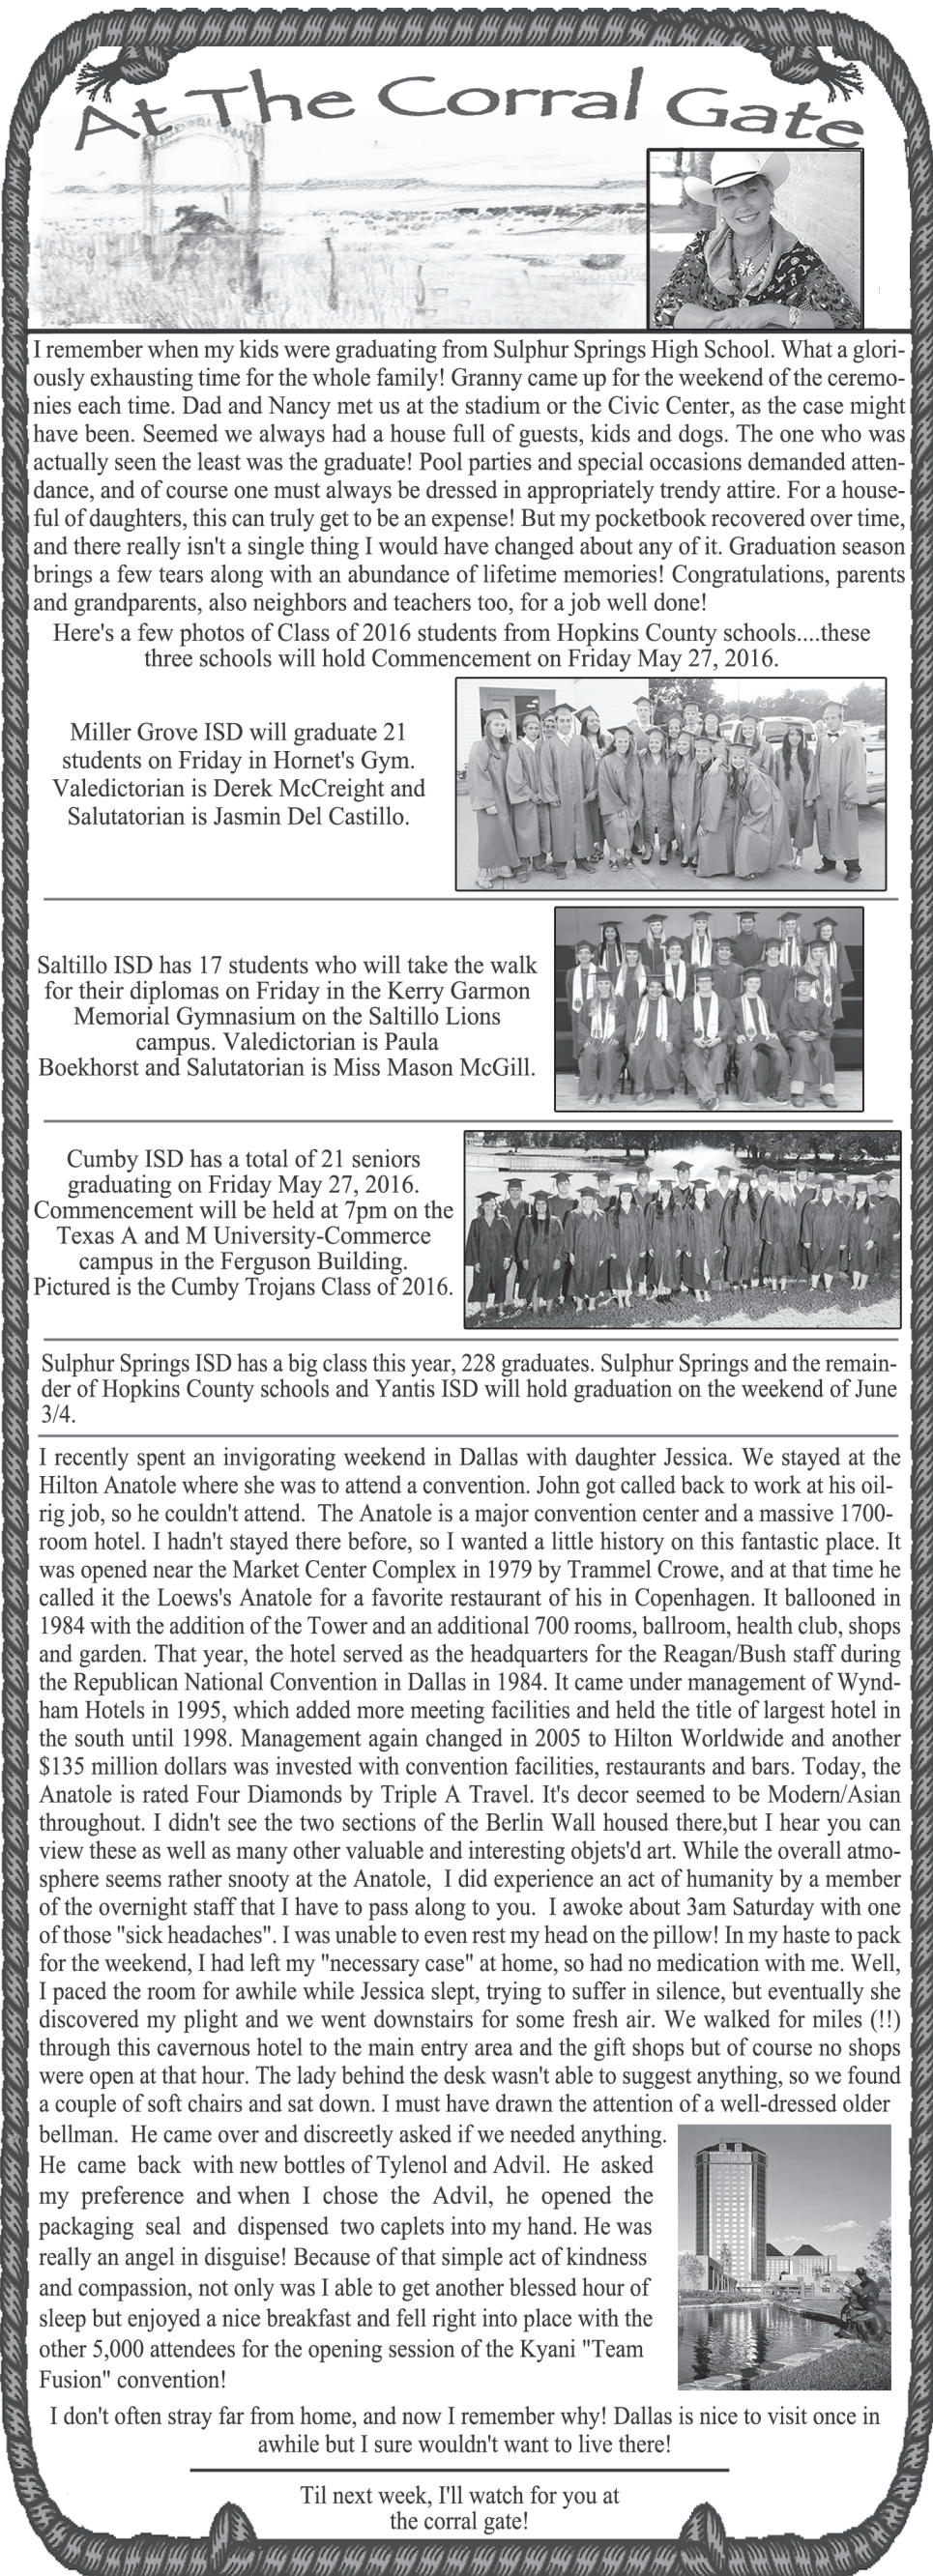 At The Corral Gate
I remember when my kids were graduating from Sulphur Springs High School. What a glori-
ously exhausting time for the whole family! Granny came up for the weekend of the ceremo-
nies each time. Dad and Nancy met us at the stadium or the Civic Center, as the case might
have been. Seemed we always had a house full of guests, kids and dogs. The one who was
actually seen the least was the graduate! Pool parties and special occasions demanded atten-
dance, and of course one must always be dressed in appropriately trendy attire. For a house-
ful of daughters, this can truly get to be an expense! But my pocketbook recovered over time,
and there really isn't a single thing I would have changed about any of it. Graduation season
brings a few tears along with an abundance of lifetime memories! Congratulations, parents
and grandparents, also neighbors and teachers too, for a job well done!
Here's a few photos of Class of 2016 students from Hopkins County schools....these
three schools will hold Commencement on Friday May 27, 2016.
Miller Grove ISD will graduate 21
students on Friday in Hornet's Gym.
Valedictorian is Derek McCreight and
Salutatorian is Jasmin Del Castillo.
Saltillo ISD has 17 students who will take the walk
for their diplomas on Friday in the Kerry Garmon
Memorial Gymnasium on the Saltillo Lions
campus. Valedictorian is Paula
Boekhorst and Salutatorian is Miss Mason McGill.
Cumby ISD has a total of 21 seniors
graduating on Friday May 27, 2016.
Commencement will be held at 7pm on the
Texas A and M University-Commerce
campus in the Ferguson Building.
Pictured is the Cumby Trojans Class of 2016.
Sulphur Springs ISD has a big class this year, 228 graduates. Sulphur Springs and the remain-
der of Hopkins County schools and Yantis ISD will hold graduation on the weekend of June
3/4.
I recently spent an invigorating weekend in Dallas with daughter Jessica. We stayed at the
Hilton Anatole where she was to attend a convention. John got called back to work at his oil-
rig job, so he couldn't attend. The Anatole is a major convention center and a massive 1700-
room hotel. I hadn't stayed there before, so I wanted a little history on this fantastic place. It
was opened near the Market Center Complex in 1979 by Trammel Crowe, and at that time he
called it the Loews's Anatole for a favorite restaurant of his in Copenhagen. It ballooned in
1984 with the addition of the Tower and an additional 700 rooms, ballroom, health club, shops
and garden. That year, the hotel served as the headquarters for the Reagan/Bush staff during
the Republican National Convention in Dallas in 1984. It came under management of Wynd-
ham Hotels in 1995, which added more meeting facilities and held the title of largest hotel in
the south until 1998. Management again changed in 2005 to Hilton Worldwide and another
$135 million dollars was invested with convention facilities, restaurants and bars. Today, the
Anatole is rated Four Diamonds by Triple A Travel. It's decor seemed to be Modern/Asian
throughout. I didn't see the two sections of the Berlin Wall housed there,but I hear you can
view these as well as many other valuable and interesting objets'd art. While the overall atmo-
sphere seems rather snooty at the Anatole, I did experience an act of humanity by a member
of the overnight staff that I have to pass along to you. I awoke about 3am Saturday with one
of those "sick headaches". I was unable to even rest my head on the pillow! In my haste to pack
for the weekend, I had left my "necessary case" at home, so had no medication with me. Well,
I paced the room for awhile while Jessica slept, trying to suffer in silence, but eventually she
discovered my plight and we went downstairs for some fresh air. We walked for miles (!!)
through this cavernous hotel to the main entry area and the gift shops but of course no shops
were open at that hour. The lady behind the desk wasn't able to suggest anything, so we found
a couple of soft chairs and sat down. I must have drawn the attention of a well-dressed older
bellman. He came over and discreetly asked if we needed anything.
He came back with new bottles of Tylenol and Advil. He asked
my preference and when I chose the Advil, he opened the
packaging seal and dispensed two caplets into my hand. He was
really an angel in disguise! Because of that simple act of kindness
and compassion, not only was I able to get another blessed hour of
sleep but enjoyed a nice breakfast and fell right into place with the
other 5,000 attendees for the opening session of the Kyani "Team
Fusion" convention!
I don't often stray far from home, and now I remember why! Dallas is nice to visit once in
awhile but I sure wouldn't want to live there!
Til next week, I'll watch for you at
the corral gate!